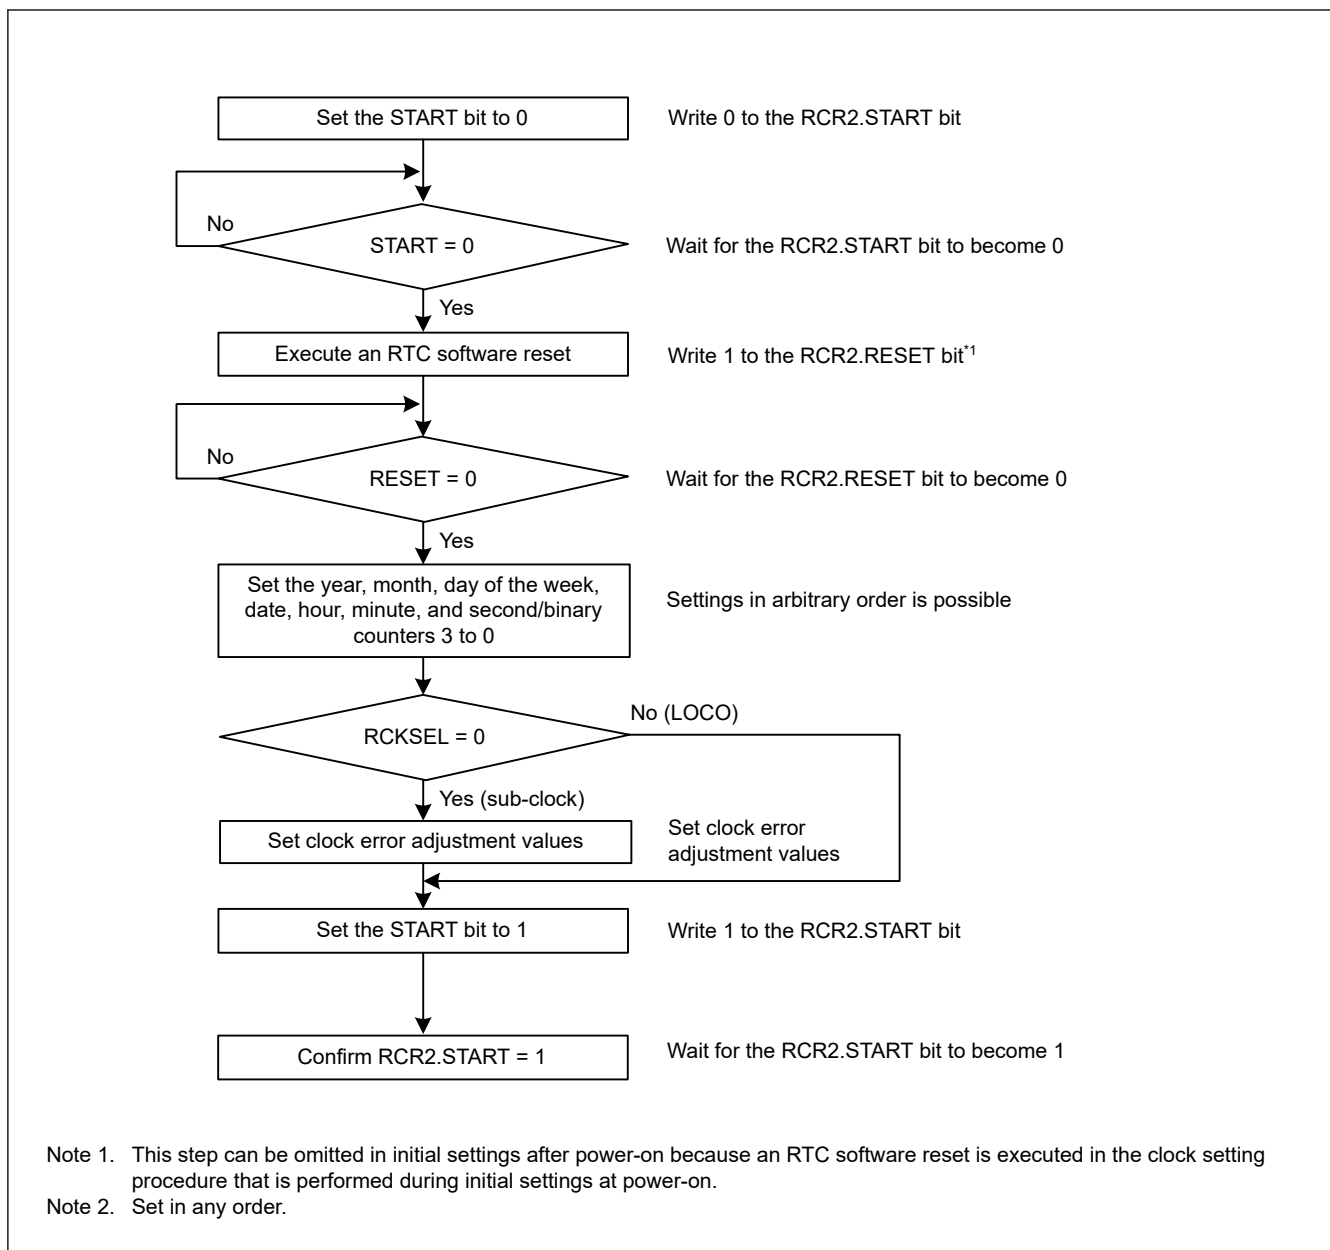 Set the START bit to 0
Write 0 to the RCR2.START bit
No
START = 0
Wait for the RCR2.START bit to become 0
Yes
Execute an RTC software reset
Write 1 to the RCR2.RESET bit*1
No
RESET = 0
Wait for the RCR2.RESET bit to become 0
Yes
Set the year, month, day of the week,
date, hour, minute, and second/binary
counters 3 to 0
Settings in arbitrary order is possible
No (LOCO)
RCKSEL = 0
Yes (sub-clock)
Set clock error adjustment values
Set clock error
adjustment values
Set the START bit to 1
Write 1 to the RCR2.START bit
Confirm RCR2.START = 1
Wait for the RCR2.START bit to become 1
Note 1. This step can be omitted in initial settings after power-on because an RTC software reset is executed in the clock setting
procedure that is performed during initial settings at power-on.
Note 2. Set in any order.